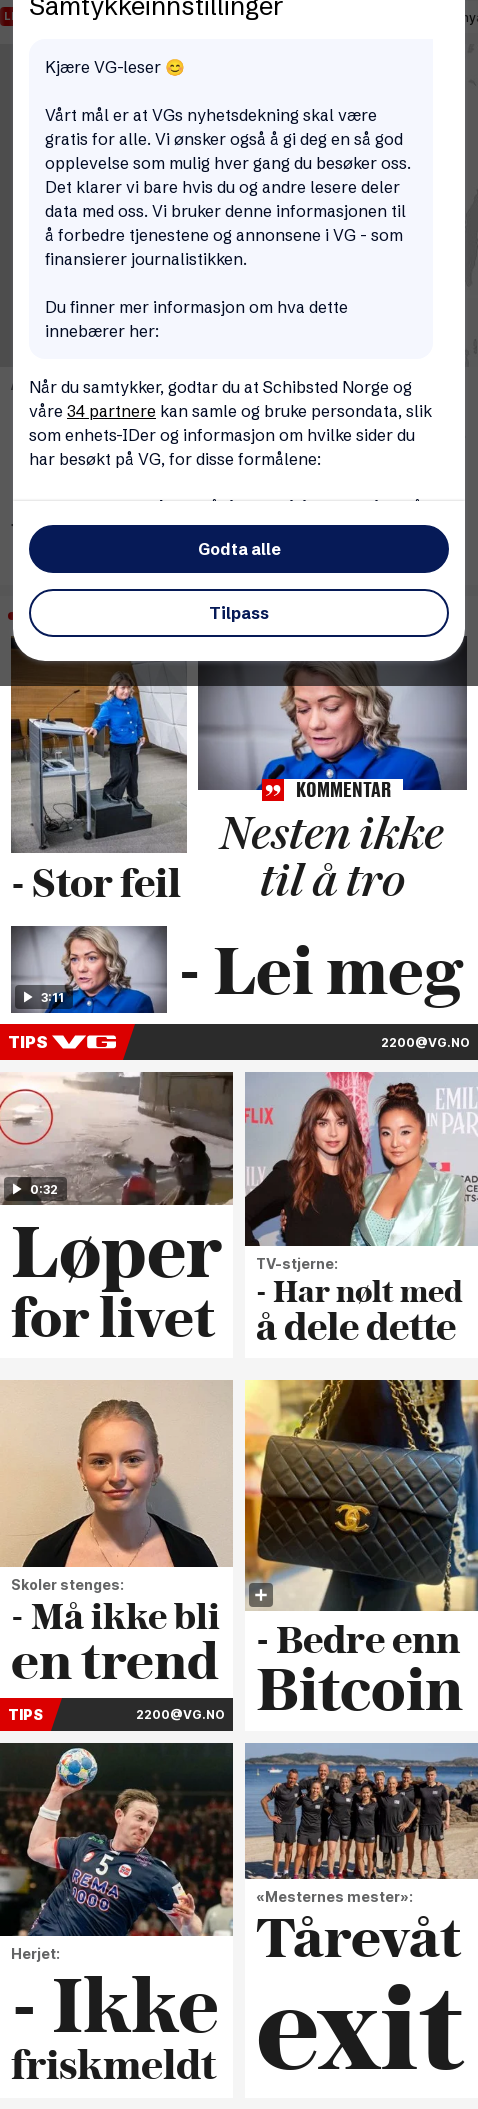 Samtykkeinnstillinger
Kjære VG-leser 😊
Vårt mål er at VGs nyhetsdekning skal være
gratis for alle. Vi ønsker også å gi deg en så god
opplevelse som mulig hver gang du besøker oss.
Det klarer vi bare hvis du og andre lesere deler
data med oss. Vi bruker denne informasjonen til
å forbedre tjenestene og annonsene i VG - som
finansierer journalistikken.
Du finner mer informasjon om hva dette
innebærer her:
Når du samtykker, godtar du at Schibsted Norge og
våre 34 partnere kan samle og bruke persondata, slik
som enhets-IDer og informasjon om hvilke sider du
har besøkt på VG, for disse formålene:
Godta alle
Tilpass
- Stor feil
KOMMENTAR
Nesten ikke
til å tro
3:11
- Lei meg
TIPS VG
2200@VG.NO
0:32
Løper
for livet
FLIX
EMILY
IN PAR
TV-stjerne:
- Har nølt med
å dele dette
Skoler stenges:
- Må ikke bli
en trend
TIPS
2200@VG.NO
- Bedre enn
Bitcoin
5
REMA
1000
Herjet:
- Ikke
friskmeldt
«Mesternes mester»:
Tårevåt
exit